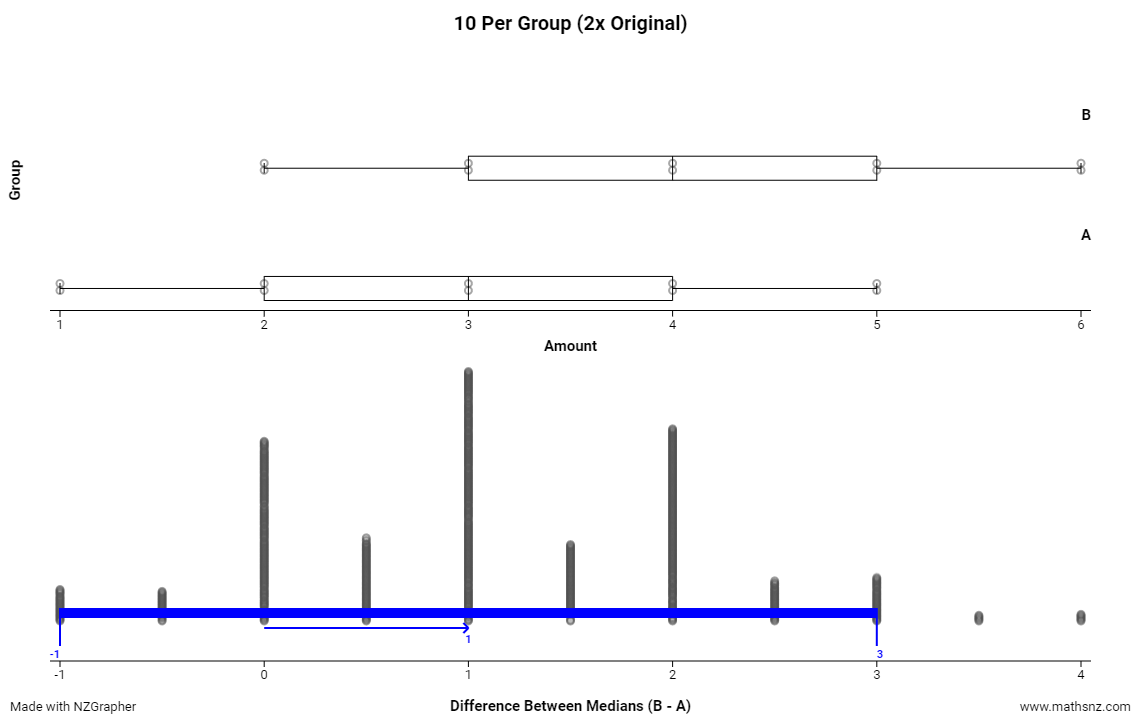 10 Per Group (2x Original)
B
Group
A
1 2 3 4 5 6
Amount
1
-1 3
-1 0 1 2 3 4
Made with NZGrapher Difference Between Medians (B - A) www.mathsnz.com